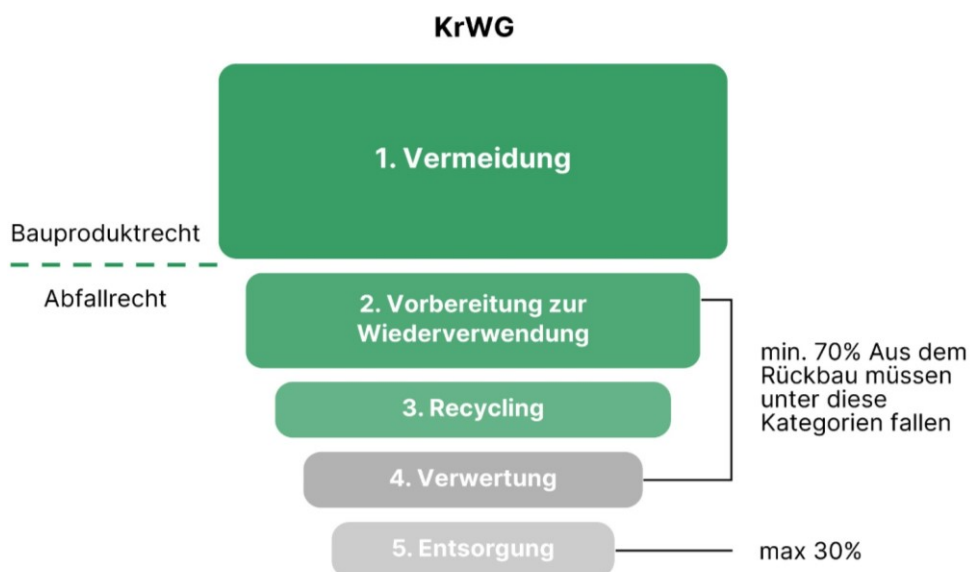 KrWG
1. Vermeidung
Bauproduktrecht
Abfallrecht
2. Vorbereitung zur
Wiederverwendung
min. 70% Aus dem
Rückbau müssen
unter diese
Kategorien fallen
3. Recycling
4. Verwertung
5. Entsorgung
max 30%